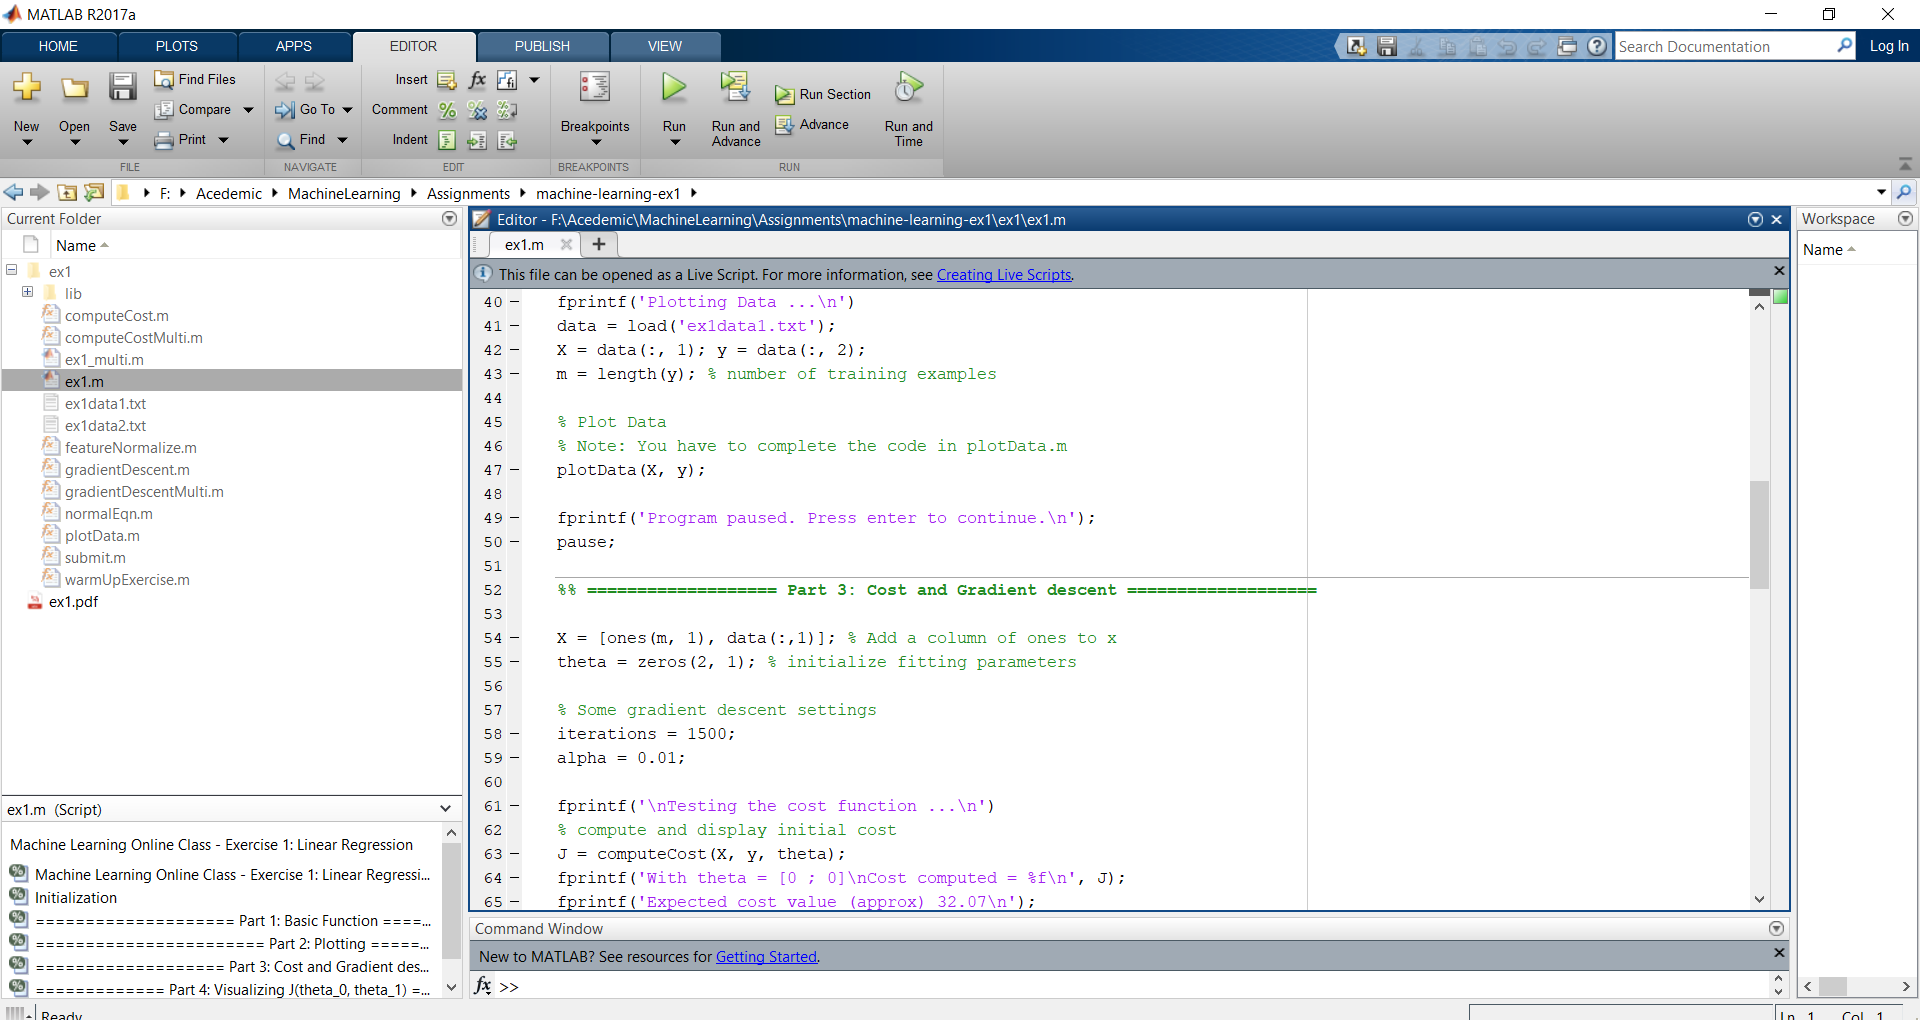 MATLAB R2017a
HOME PLOTS APPS EDITOR PUBLISH VIEW
Search Documentation Log In
New Open Save
Find Files
Compare
Print
FILE
Go To
Find
NAVIGATE
Insert fx
Comment
Indent
EDIT
Breakpoints
BREAKPOINTS
Run
Run and Advance
Run Section
Advance
Run and Time
RUN
F: Acedemic MachineLearning Assignments machine-learning-ex1
Current Folder
Name
ex1
lib
computeCost.m
computeCostMulti.m
ex1_multi.m
ex1.m
ex1data1.txt
ex1data2.txt
featureNormalize.m
gradientDescent.m
gradientDescentMulti.m
normalEqn.m
plotData.m
submit.m
warmUpExercise.m
ex1.pdf
ex1.m (Script)
Machine Learning Online Class - Exercise 1: Linear Regression
Machine Learning Online Class - Exercise 1: Linear Regressi...
Initialization
==================== Part 1: Basic Function ====...
======================= Part 2: Plotting =====...
=================== Part 3: Cost and Gradient des...
============= Part 4: Visualizing J(theta_0, theta_1) =...
Editor - F:\Acedemic\MachineLearning\Assignments\machine-learning-ex1\ex1\ex1.m
ex1.m
This file can be opened as a Live Script. For more information, see Creating Live Scripts.
40 - fprintf('Plotting Data ...\n')
41 - data = load('ex1data1.txt');
42 - X = data(:, 1); y = data(:, 2);
43 - m = length(y); % number of training examples
44
45 % Plot Data
46 % Note: You have to complete the code in plotData.m
47 - plotData(X, y);
48
49 - fprintf('Program paused. Press enter to continue.\n');
50 - pause;
51
52 %% =================== Part 3: Cost and Gradient descent ===================
53
54 - X = [ones(m, 1), data(:,1)]; % Add a column of ones to x
55 - theta = zeros(2, 1); % initialize fitting parameters
56
57 % Some gradient descent settings
58 - iterations = 1500;
59 - alpha = 0.01;
60
61 - fprintf('\nTesting the cost function ...\n')
62 % compute and display initial cost
63 - J = computeCost(X, y, theta);
64 - fprintf('With theta = [0 ; 0]\nCost computed = %f\n', J);
65 - fprintf('Expected cost value (approx) 32.07\n');
Command Window
New to MATLAB? See resources for Getting Started.
fx >>
Workspace
Name
Ready
Ln 1 Col 1